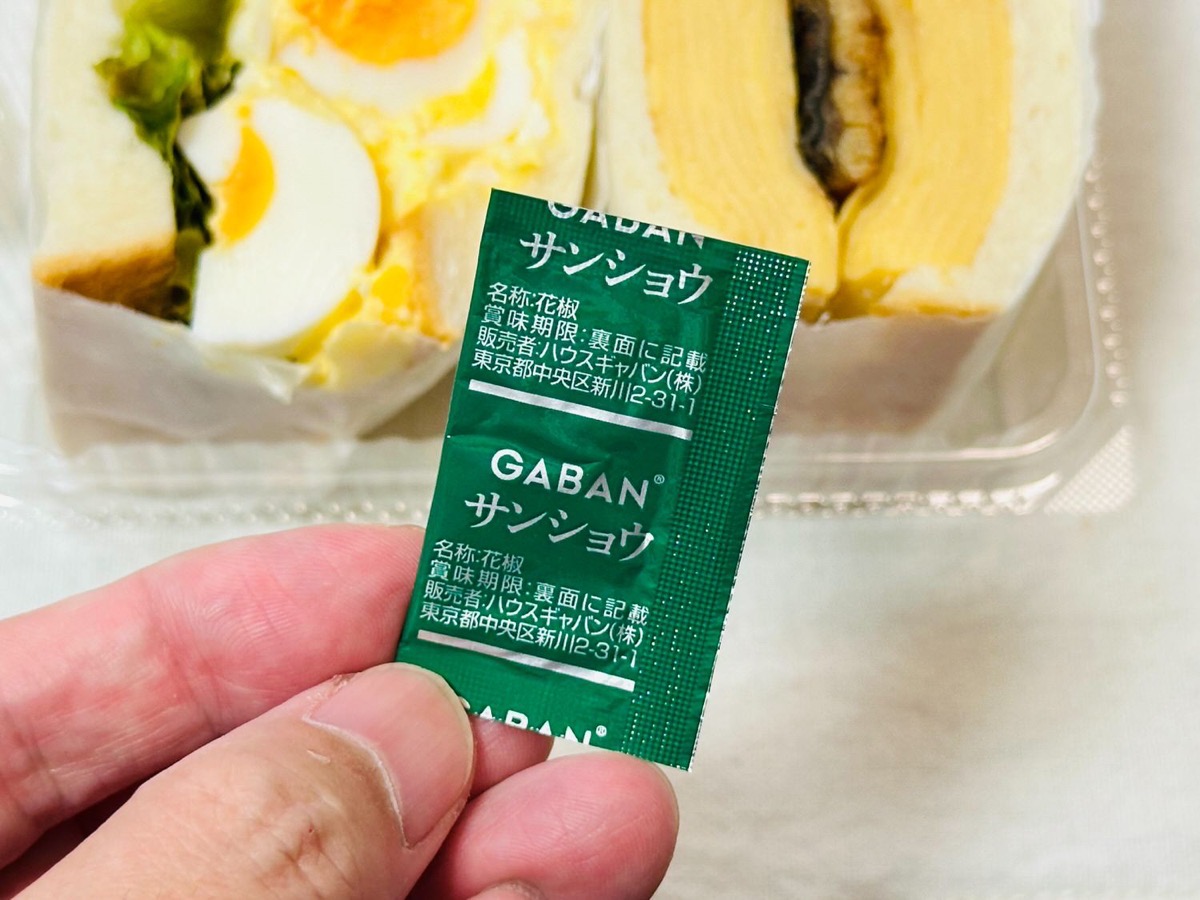 GABAN
サンショウ
名称:花椒
賞味期限:裏面に記載
販売者:ハウスギャバン(株)
東京都中央区新川2-31-1
GABAN®
サンショウ
名称:花椒
賞味期限:裏面に記載
販売者:ハウスギャバン(株)
東京都中央区新川2-31-1
GABAN®